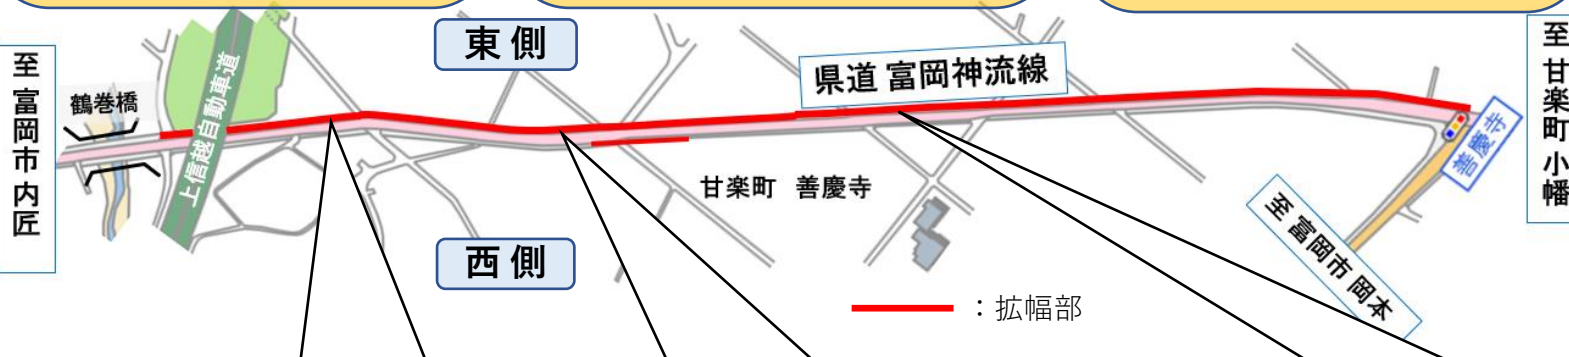 東側
至 富岡市 内匠
鶴巻橋
上信越自動車道
県道 富岡神流線
至 甘楽町 小幡
善慶寺
甘楽町 善慶寺
西側
至 富岡市 岡本
：拡幅部